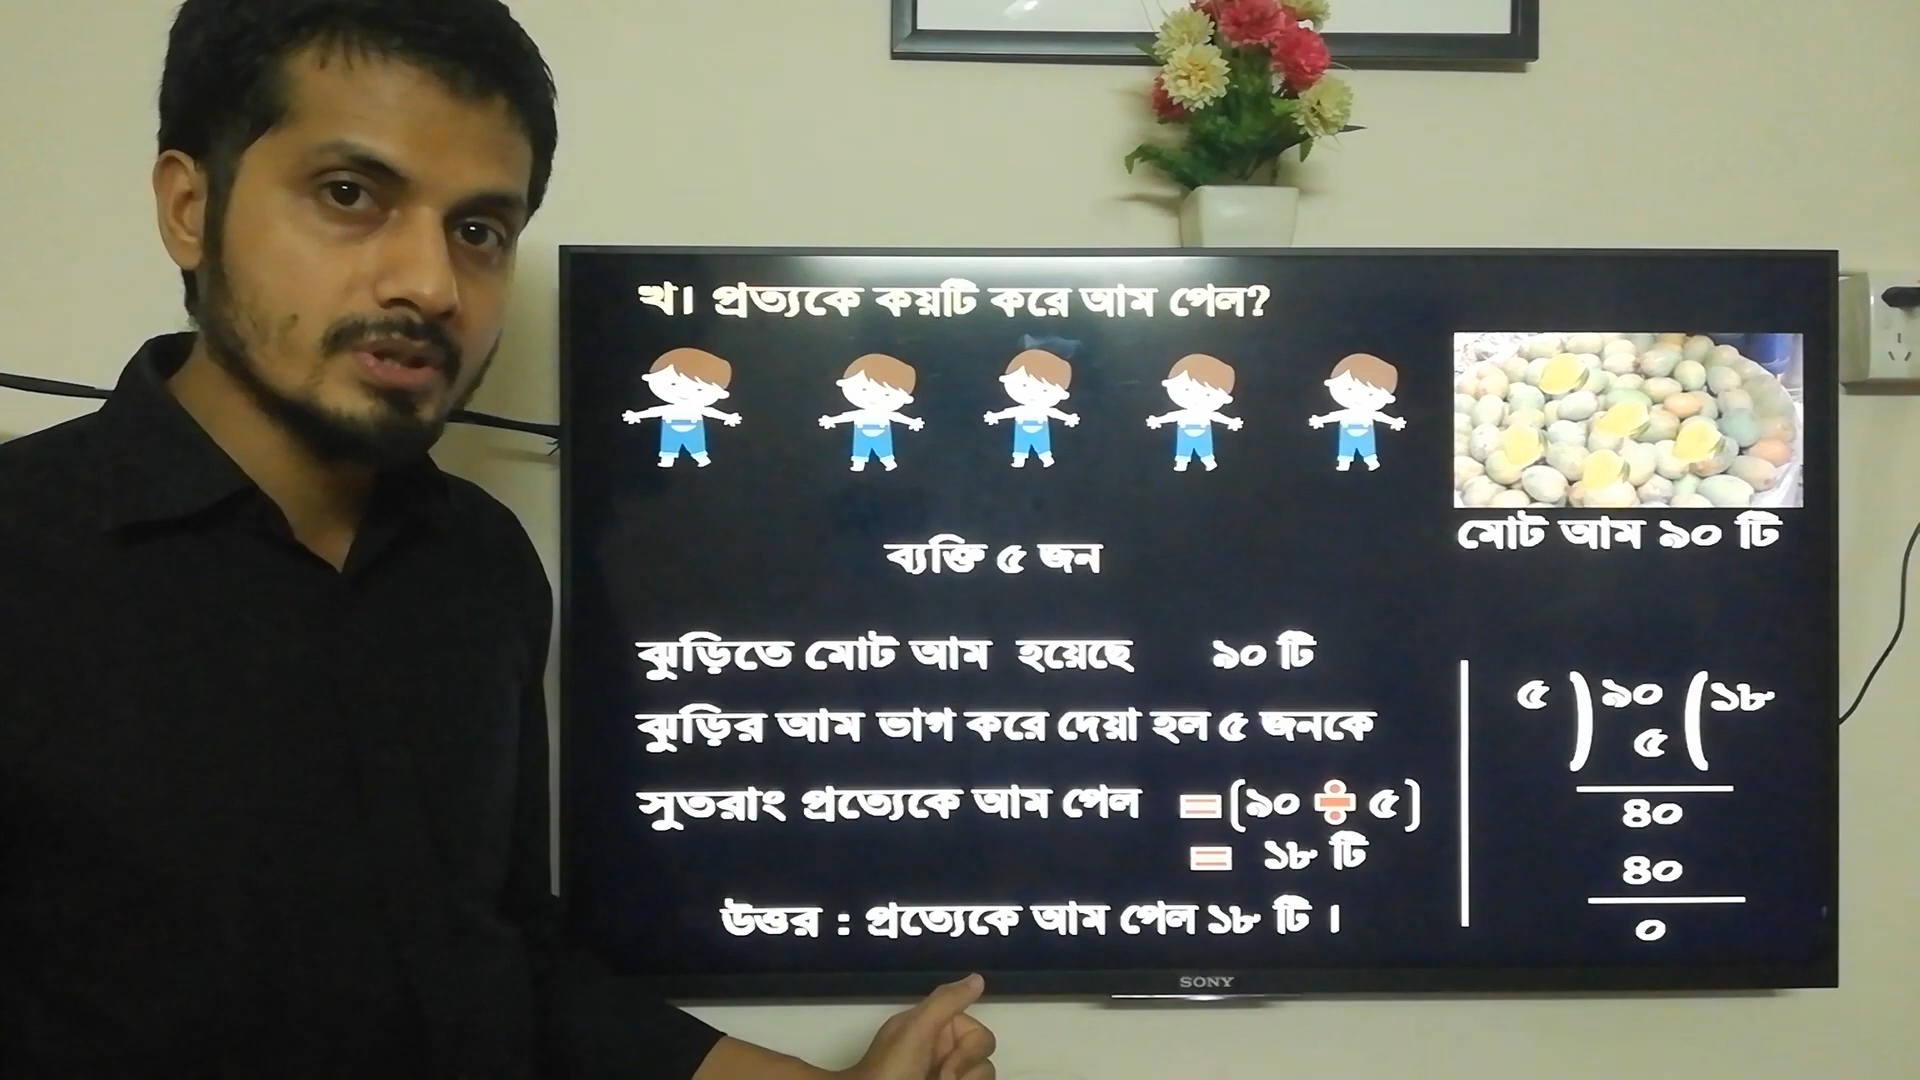 খ। প্রত্যকে কয়টি করে আম পেল?
মোট আম ৯০ টি
ব্যক্তি ৫ জন
ঝুড়িতে মোট আম হয়েছে ৯০ টি
ঝুড়ির আম ভাগ করে দেয়া হল ৫ জনকে
সুতরাং প্রত্যেকে আম পেল =(৯০ ÷ ৫)
= ১৮ টি
উত্তর : প্রত্যেকে আম পেল ১৮ টি ।
৫ ) ৯০ ( ১৮
৫
৪০
৪০
০
SONY